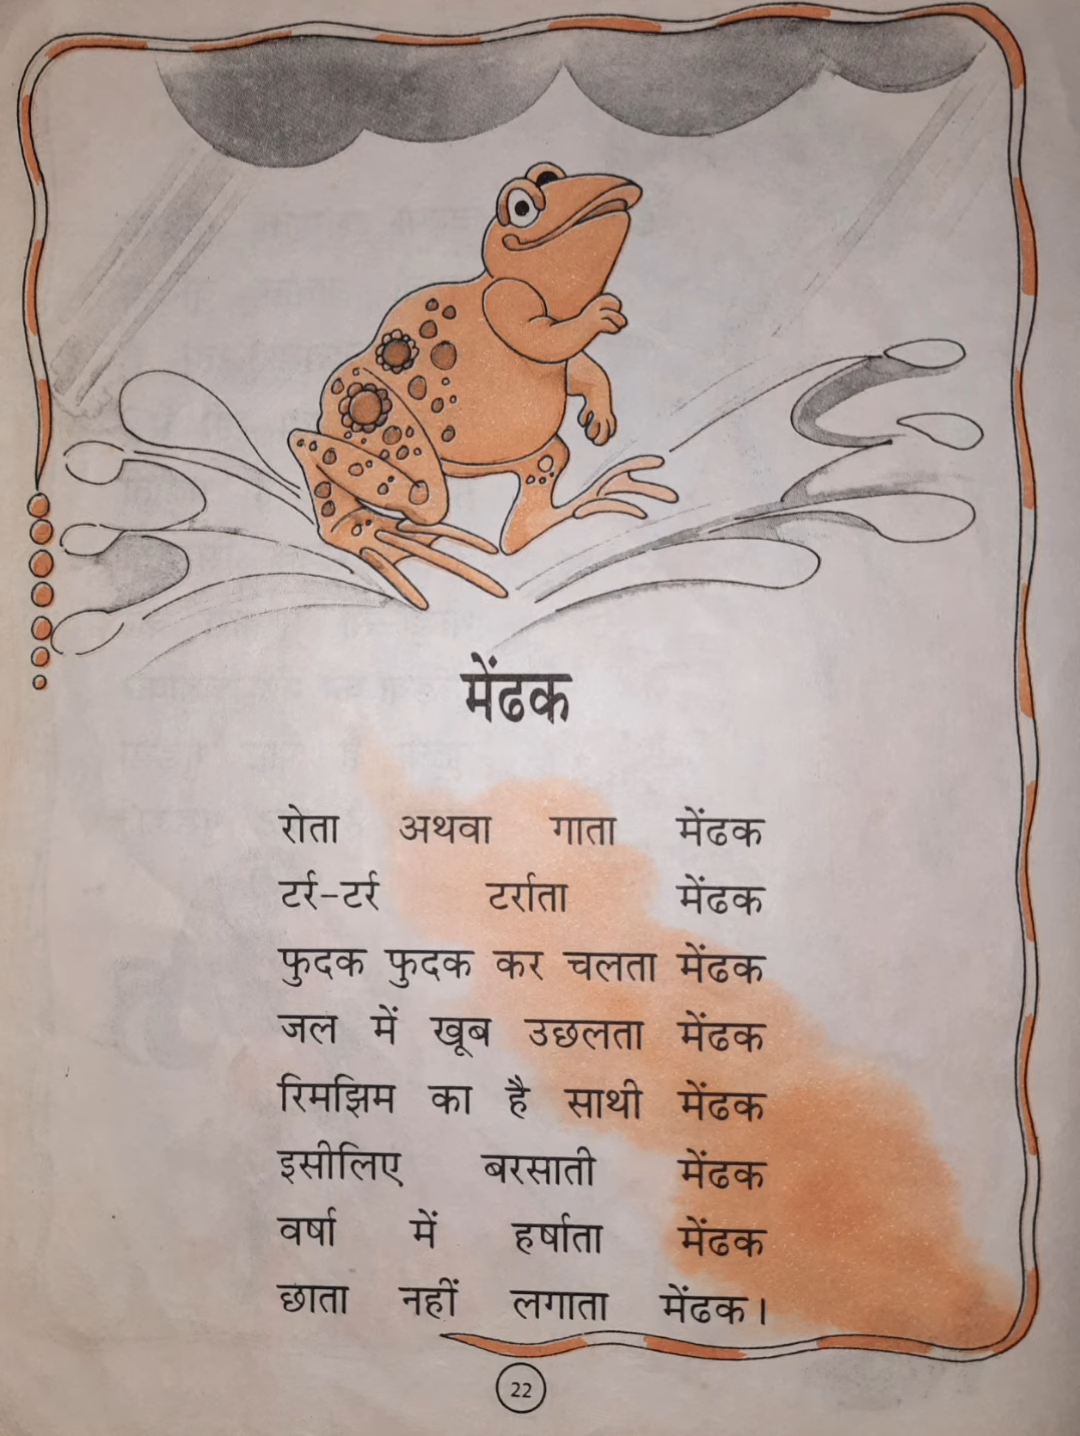 मेंढक
रोता अथवा गाता मेंढक
टर्र-टर्र टर्राता मेंढक
फुदक फुदक कर चलता मेंढक
जल में खूब उछलता मेंढक
रिमझिम का है साथी मेंढक
इसीलिए बरसाती मेंढक
वर्षा में हर्षाता मेंढक
छाता नहीं लगाता मेंढक।
22